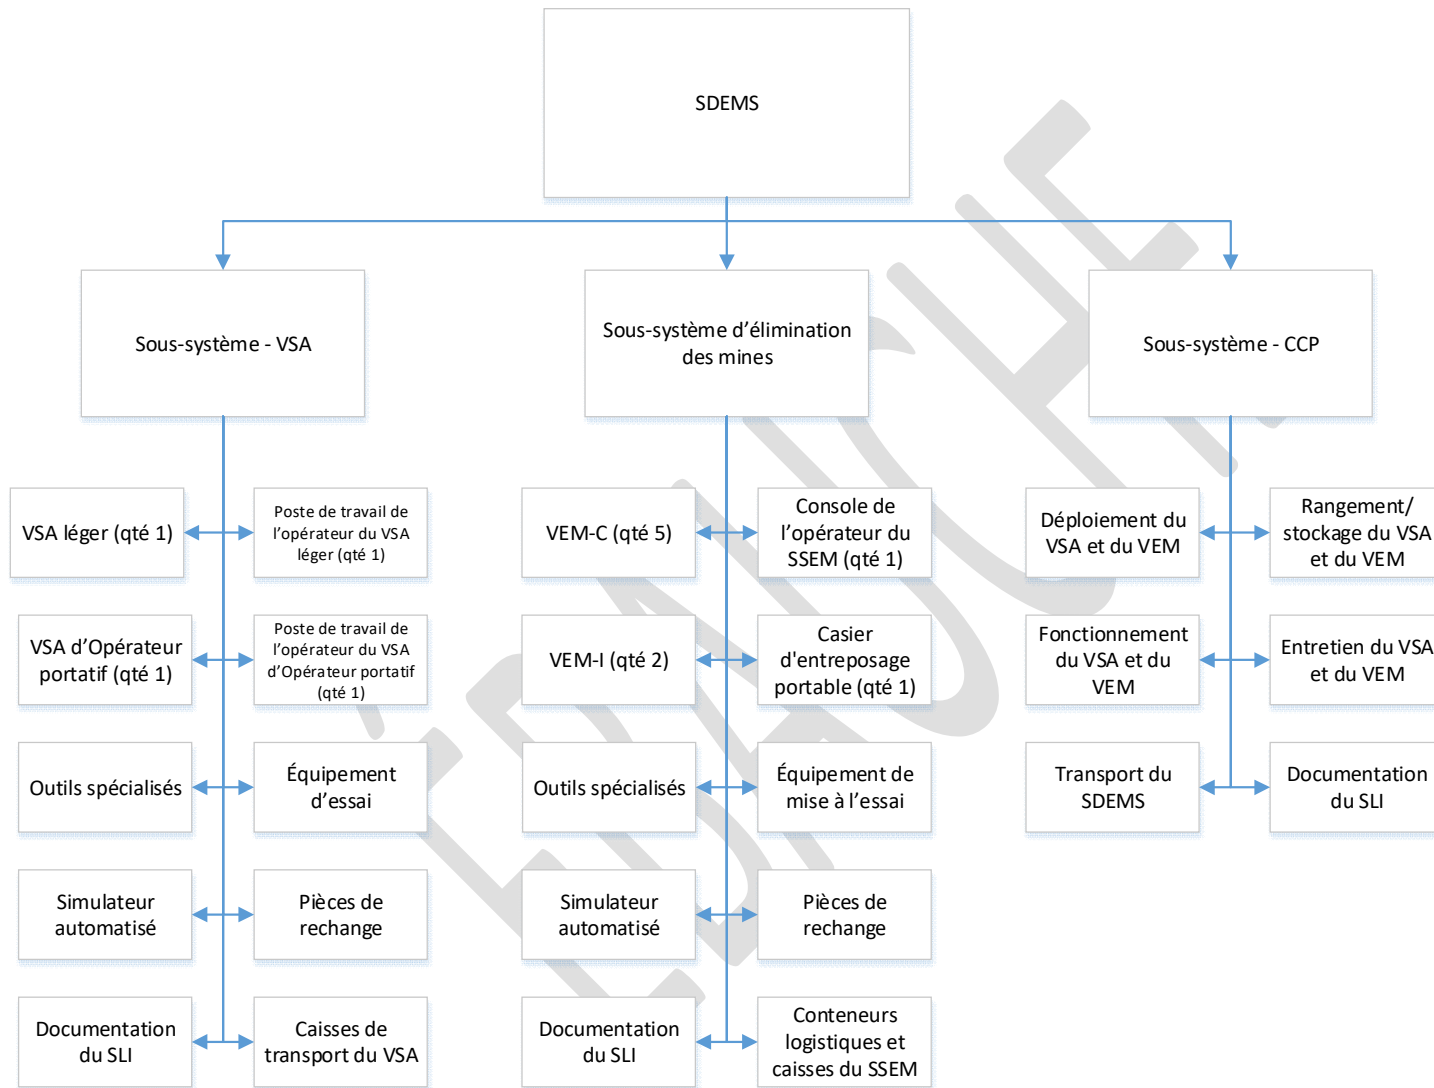 SDEMS
Sous-système - VSA
Sous-système d’élimination
des mines
Sous-système - CCP
VSA léger (qté 1)
Poste de travail de
l’opérateur du VSA
léger (qté 1)
VSA d’Opérateur
portatif (qté 1)
Poste de travail de
l’opérateur du VSA
d’Opérateur portatif
(qté 1)
Outils spécialisés
Équipement
d’essai
Simulateur
automatisé
Pièces de
rechange
Documentation
du SLI
Caisses de
transport du VSA
VEM-C (qté 5)
Console de
l’opérateur du
SSEM (qté 1)
VEM-I (qté 2)
Casier
d'entreposage
portable (qté 1)
Outils spécialisés
Équipement de
mise à l’essai
Simulateur
automatisé
Pièces de
rechange
Documentation
du SLI
Conteneurs
logistiques et
caisses du SSEM
Déploiement du
VSA et du VEM
Rangement/
stockage du VSA
et du VEM
Fonctionnement
du VSA et du
VEM
Entretien du VSA
et du VEM
Transport du
SDEMS
Documentation
du SLI
ÉBAUCHE